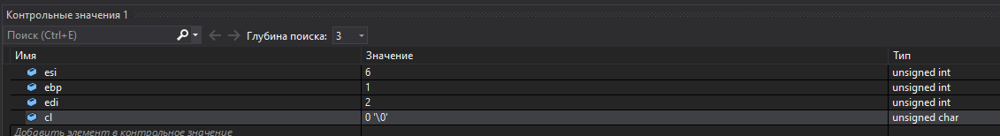 Контрольные значения 1
Поиск (Ctrl+E) Глубина поиска: 3
Имя Значение Тип
esi 6 unsigned int
ebp 1 unsigned int
edi 2 unsigned int
cl 0 '\0' unsigned char
Добавить элемент в контрольное значение